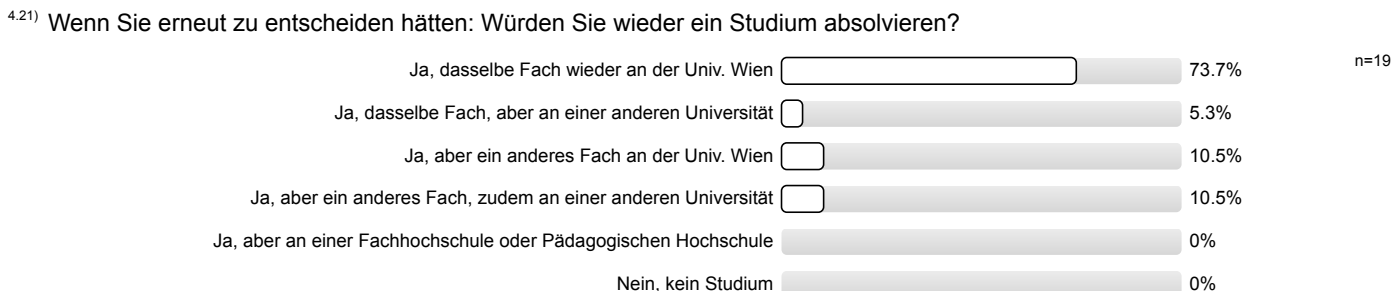 4.21) Wenn Sie erneut zu entscheiden hätten: Würden Sie wieder ein Studium absolvieren?
Ja, dasselbe Fach wieder an der Univ. Wien 73.7% n=19
Ja, dasselbe Fach, aber an einer anderen Universität 5.3%
Ja, aber ein anderes Fach an der Univ. Wien 10.5%
Ja, aber ein anderes Fach, zudem an einer anderen Universität 10.5%
Ja, aber an einer Fachhochschule oder Pädagogischen Hochschule 0%
Nein, kein Studium 0%